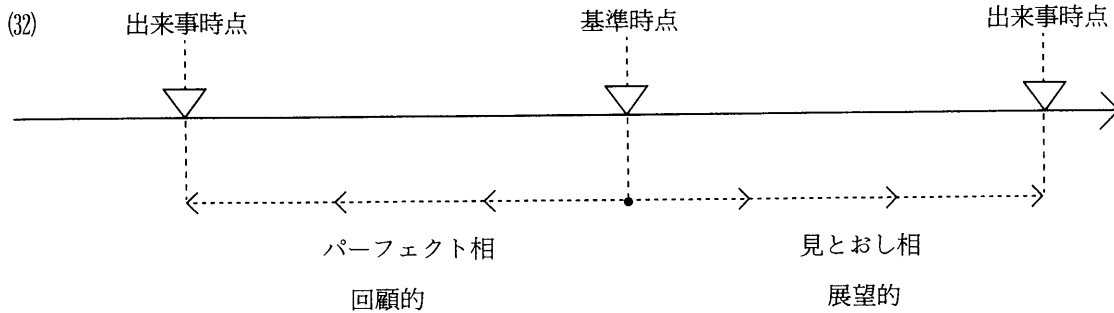 (32)
出来事時点 基準時点 出来事時点
パーフェクト相 見とおし相
回顧的 展望的